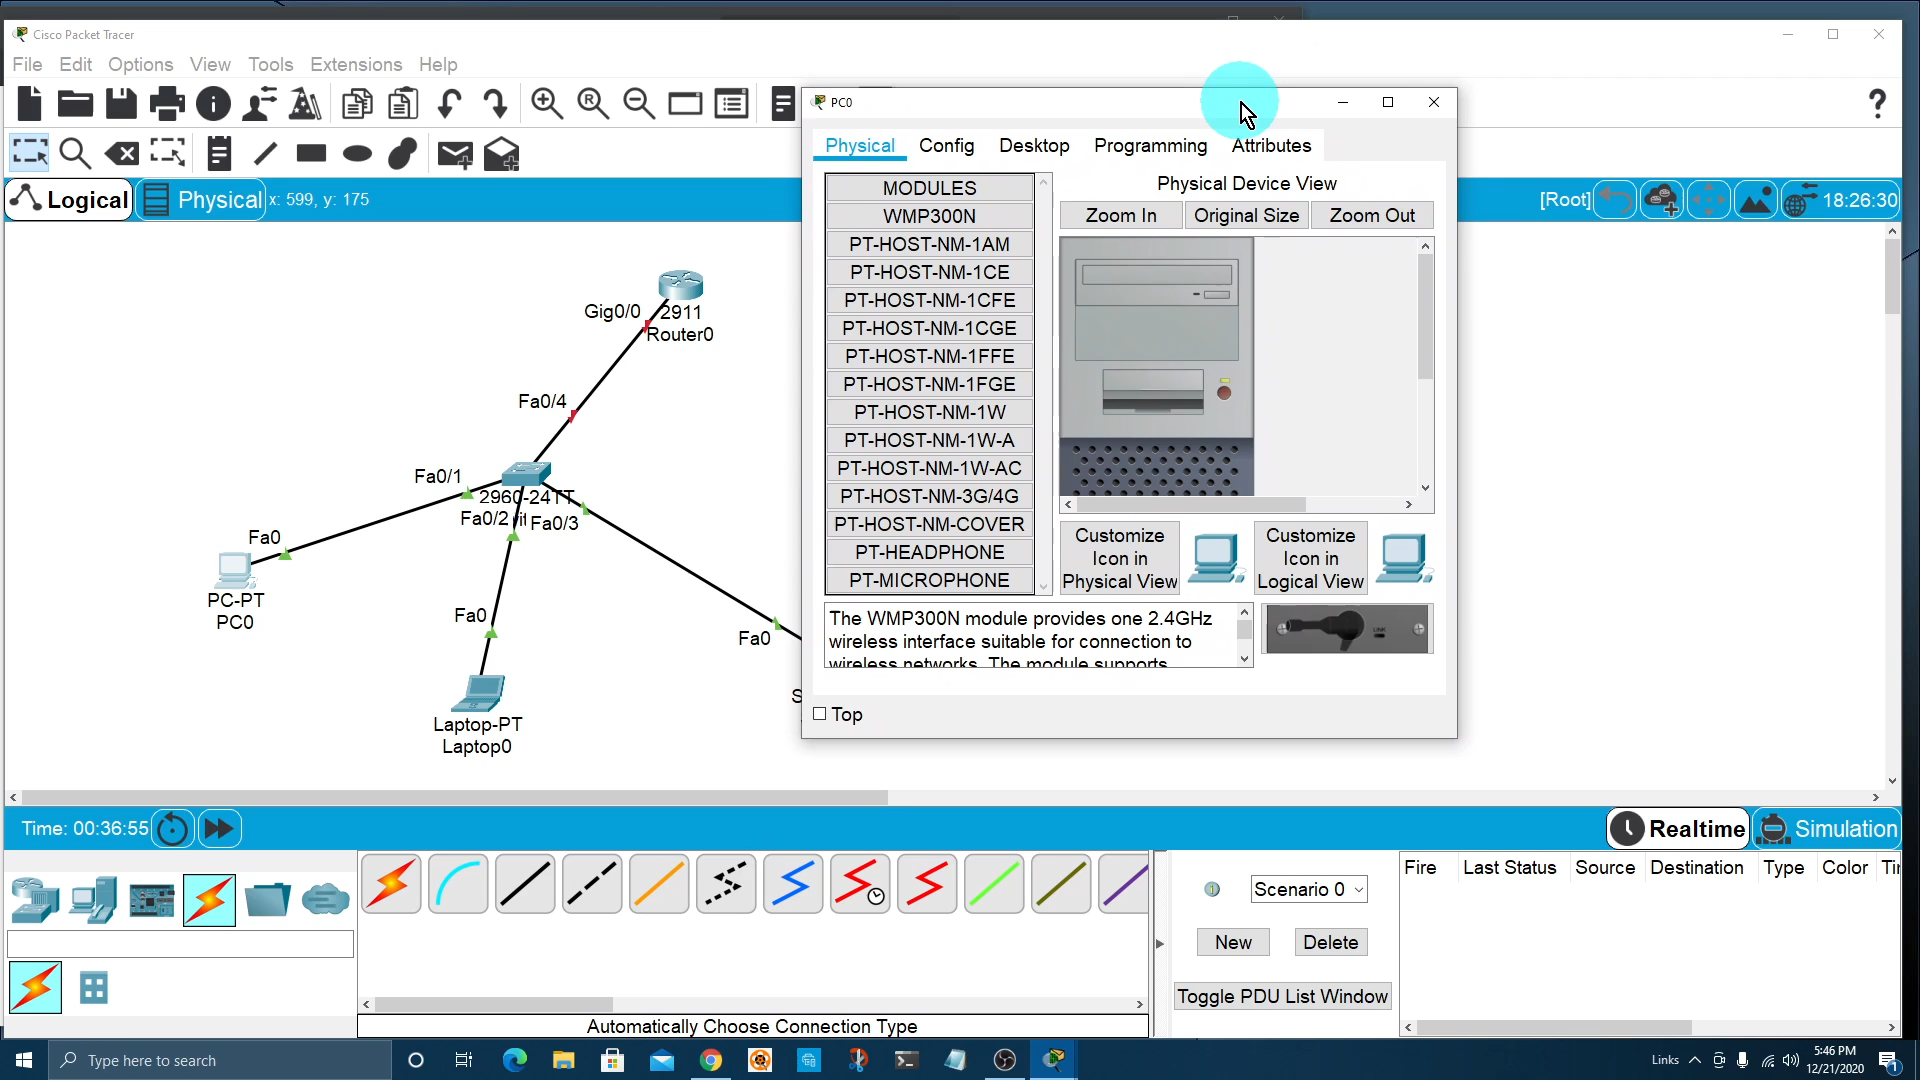 Cisco Packet Tracer
File Edit Options View Tools Extensions Help
PC0
Physical Config Desktop Programming Attributes
Logical Physical x: 599, y: 175
[Root] 18:26:30
MODULES
WMP300N
PT-HOST-NM-1AM
PT-HOST-NM-1CE
PT-HOST-NM-1CFE
PT-HOST-NM-1CGE
PT-HOST-NM-1FFE
PT-HOST-NM-1FGE
PT-HOST-NM-1W
PT-HOST-NM-1W-A
PT-HOST-NM-1W-AC
PT-HOST-NM-3G/4G
PT-HOST-NM-COVER
PT-HEADPHONE
PT-MICROPHONE
Physical Device View
Zoom In Original Size Zoom Out
Customize
Icon in
Physical View
Customize
Icon in
Logical View
The WMP300N module provides one 2.4GHz
wireless interface suitable for connection to
wireless networks. The module supports
LINK
Top
Gig0/0 2911
Router0
Fa0/4
Fa0/1
2960-24TT
Fa0/2 Fa0/3
Fa0
PC-PT
PC0
Fa0
Laptop-PT
Laptop0
Fa0
S
Time: 00:36:55
Realtime Simulation
Automatically Choose Connection Type
Scenario 0
New Delete
Toggle PDU List Window
Fire Last Status Source Destination Type Color
Type here to search
Links
5:46 PM
12/21/2020
1